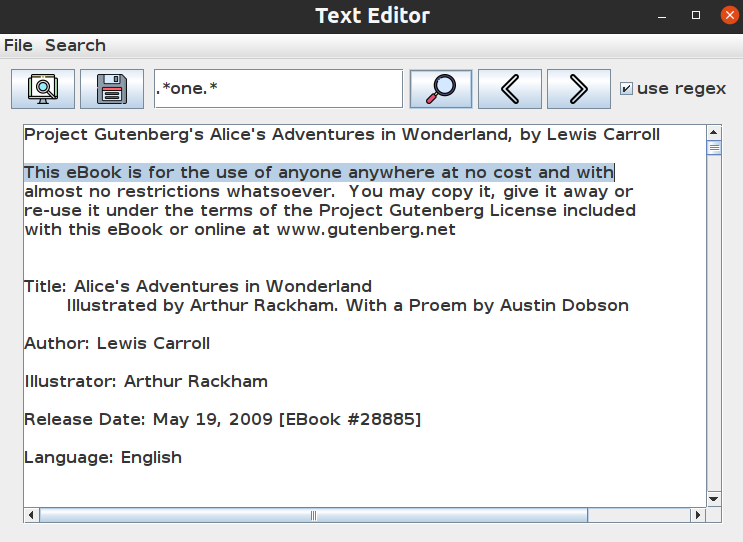 Text Editor
File Search
.*one.*
use regex
Project Gutenberg's Alice's Adventures in Wonderland, by Lewis Carroll
This eBook is for the use of anyone anywhere at no cost and with
almost no restrictions whatsoever.  You may copy it, give it away or
re-use it under the terms of the Project Gutenberg License included
with this eBook or online at www.gutenberg.net
Title: Alice's Adventures in Wonderland
Illustrated by Arthur Rackham. With a Proem by Austin Dobson
Author: Lewis Carroll
Illustrator: Arthur Rackham
Release Date: May 19, 2009 [EBook #28885]
Language: English